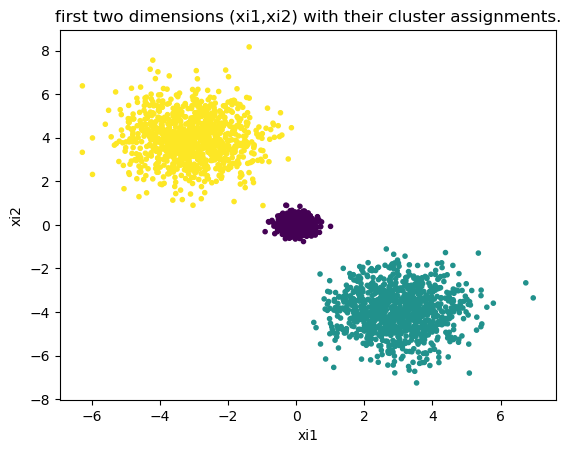 first two dimensions (xi1,xi2) with their cluster assignments.
8
6
4
2
0
−2
−4
−6
−8
xi2
−6 −4 −2 0 2 4 6
xi1